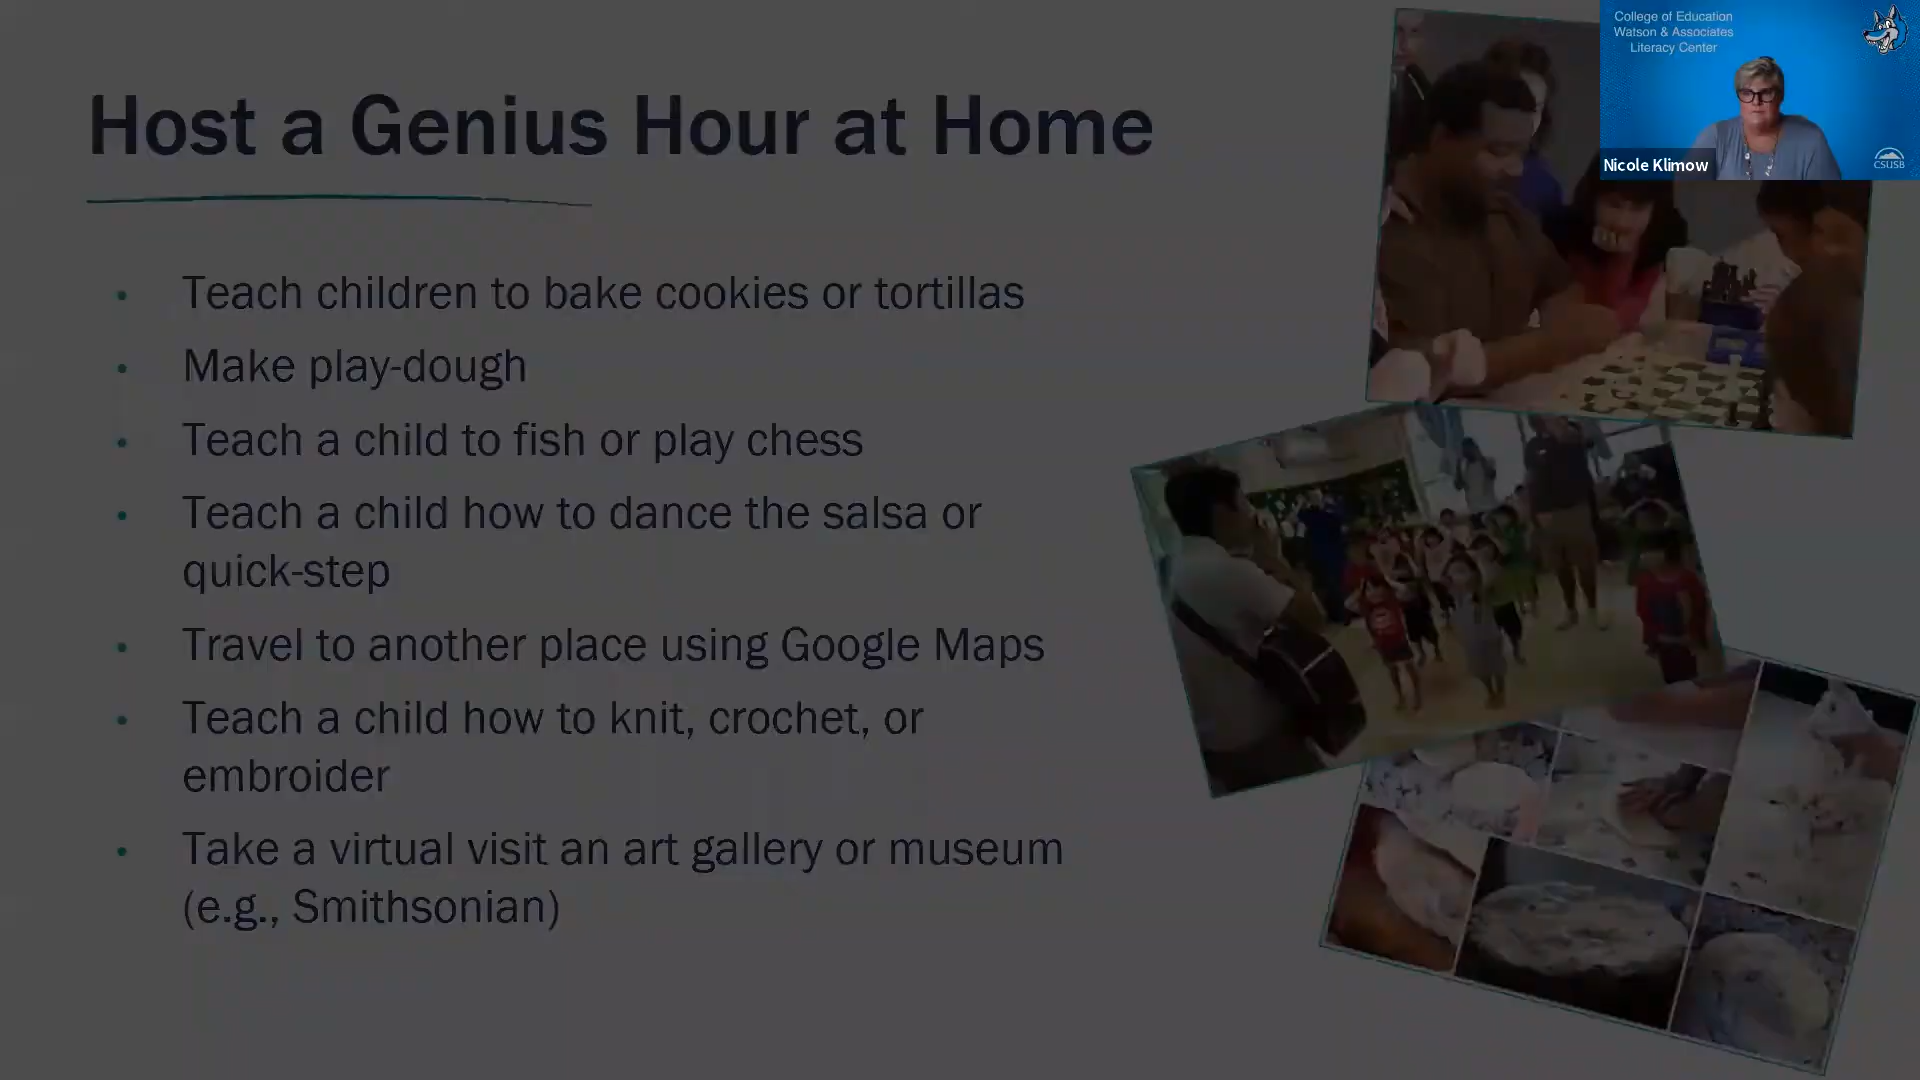 College of Education
Watson & Associates
Literacy Center
Nicole Klimow
CSUSB
Host a Genius Hour at Home
• Teach children to bake cookies or tortillas
• Make play-dough
• Teach a child to fish or play chess
• Teach a child how to dance the salsa or
quick-step
• Travel to another place using Google Maps
• Teach a child how to knit, crochet, or
embroider
• Take a virtual visit an art gallery or museum
(e.g., Smithsonian)